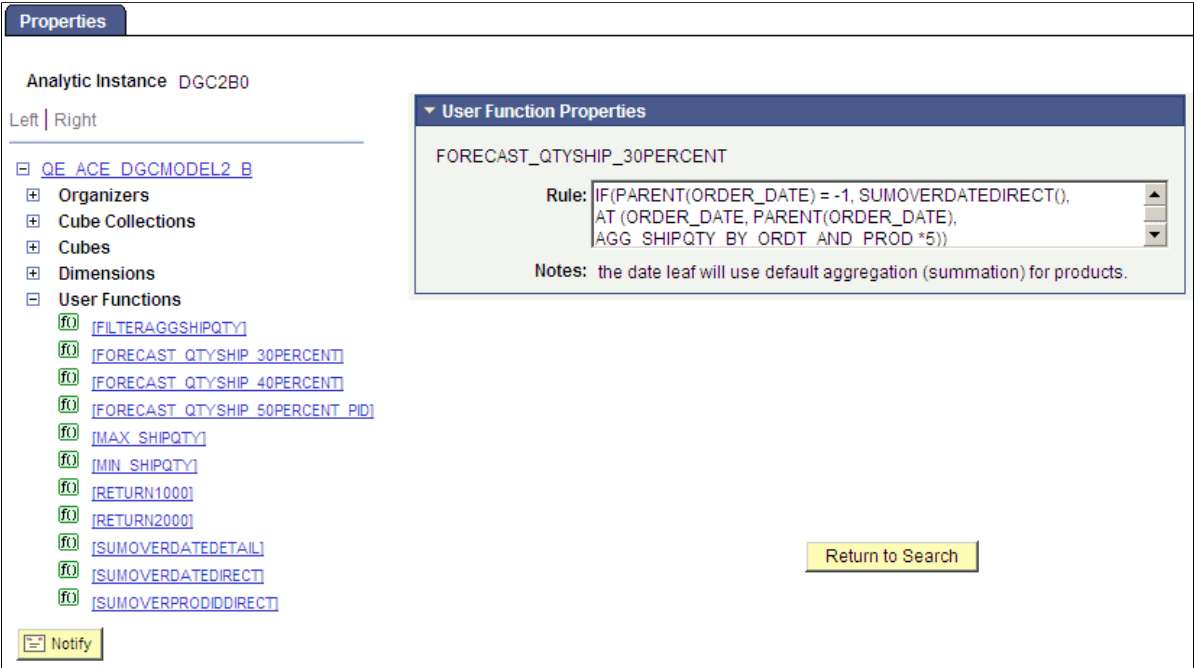 Properties
Analytic Instance DGC2B0
Left | Right
QE_ACE_DGCMODEL2_B
Organizers
Cube Collections
Cubes
Dimensions
User Functions
f() [FILTERAGGSHIPQTY]
f() [FORECAST_QTYSHIP_30PERCENT]
f() [FORECAST_QTYSHIP_40PERCENT]
f() [FORECAST_QTYSHIP_50PERCENT_PID]
f() [MAX_SHIPQTY]
f() [MIN_SHIPQTY]
f() [RETURN1000]
f() [RETURN2000]
f() [SUMOVERDATEDETAIL]
f() [SUMOVERDATEDIRECT]
f() [SUMOVERPRODIDDIRECT]
Notify
User Function Properties
FORECAST_QTYSHIP_30PERCENT
Rule: IF(PARENT(ORDER_DATE) = -1, SUMOVERDATEDIRECT(),
AT (ORDER_DATE, PARENT(ORDER_DATE),
AGG_SHIPQTY_BY_ORDT_AND_PROD *5))
Notes: the date leaf will use default aggregation (summation) for products.
Return to Search